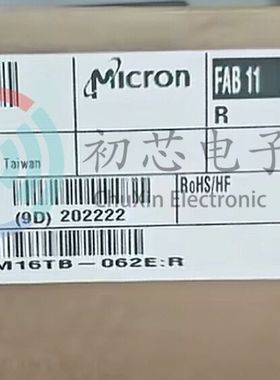 Micron
FAB 11
R
Taiwan
初芯电子
ChuXin Electronic
RoHS/HF
(9D) 202222
M16TB-062E:R